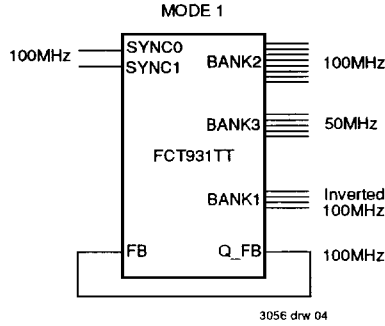 MODE 1
100MHz
SYNC0
SYNC1
BANK2
100MHz
BANK3
50MHz
FCT931TT
BANK1
Inverted
100MHz
FB
Q_FB
100MHz
3056 drw 04